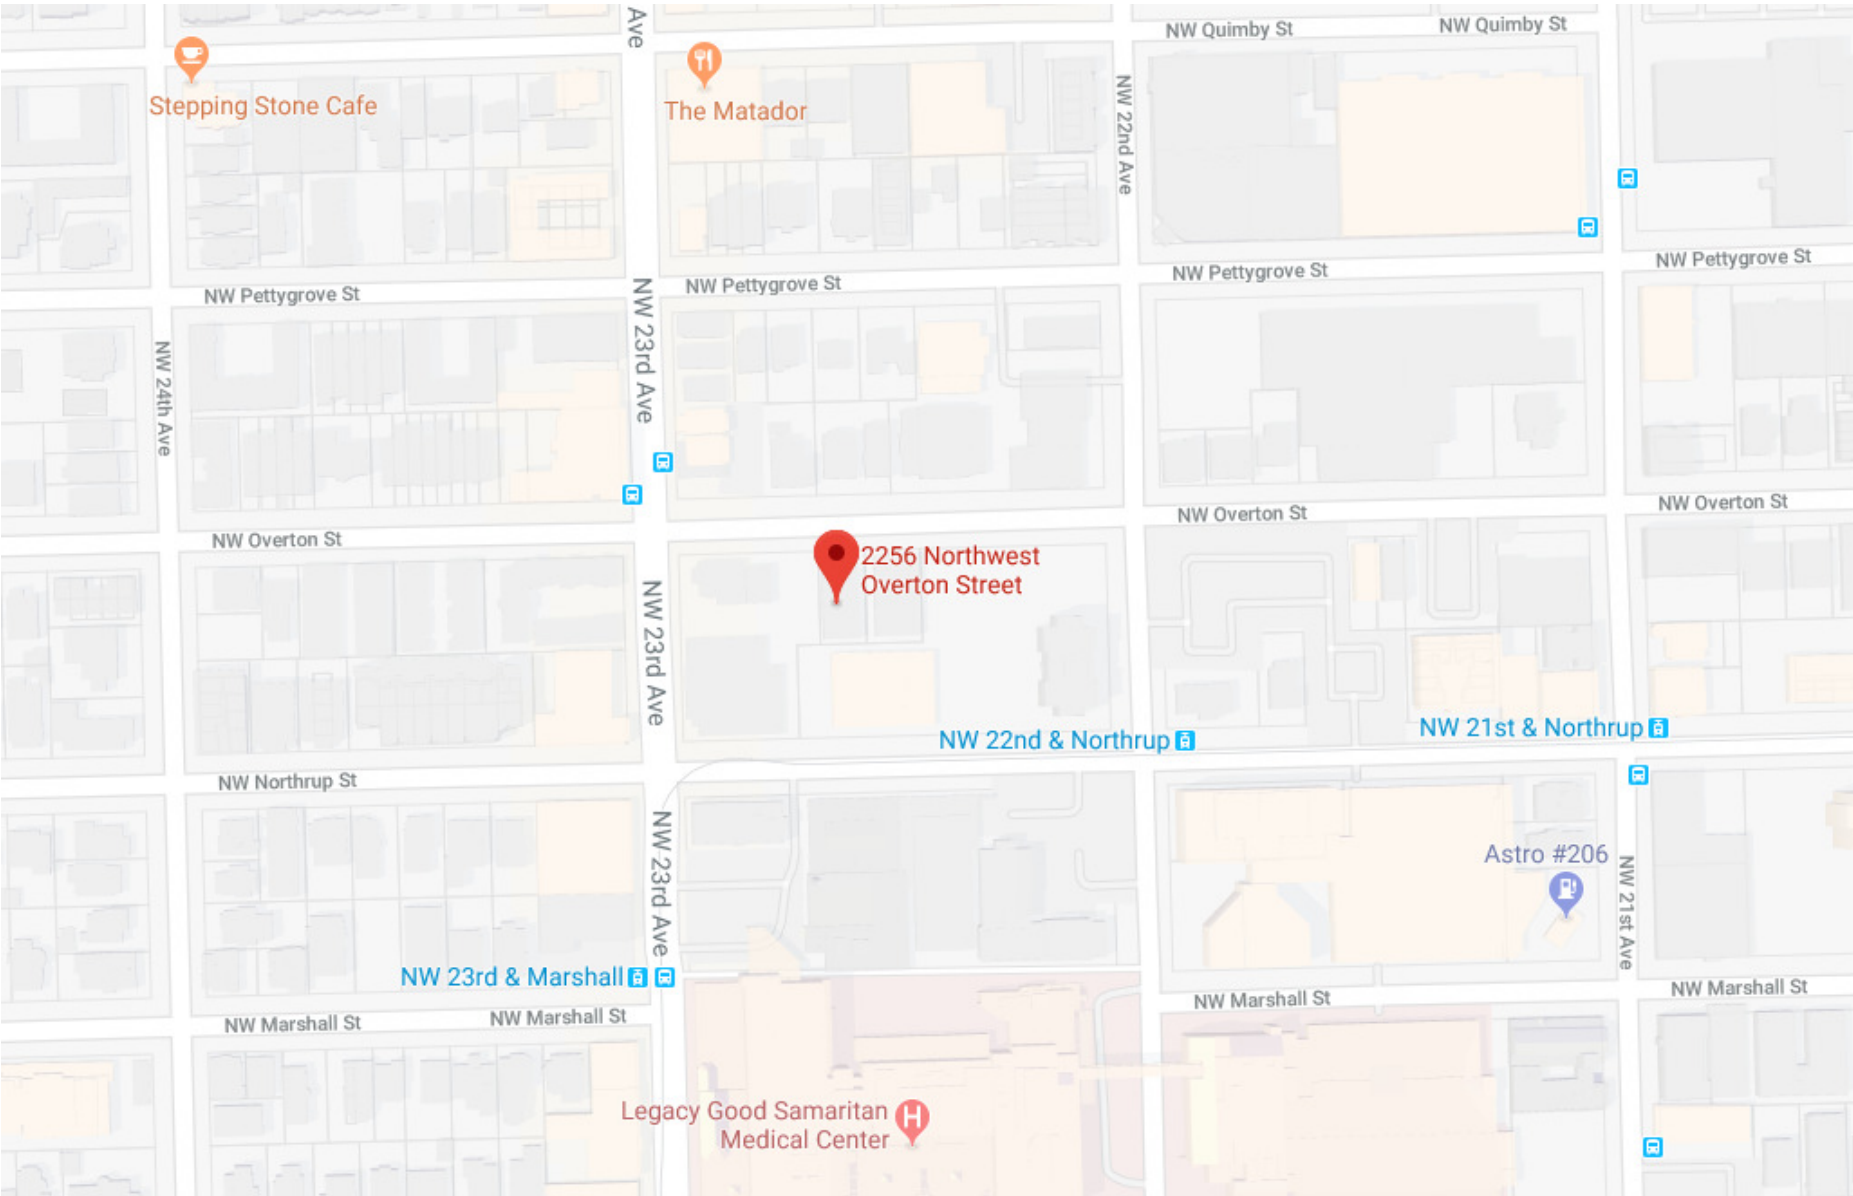 Ave
NW Quimby St
NW Quimby St
Stepping Stone Cafe
The Matador
NW 22nd Ave
NW Pettygrove St
NW Pettygrove St
NW Pettygrove St
NW Pettygrove St
NW 23rd Ave
NW 24th Ave
NW Overton St
NW Overton St
NW Overton St
2256 Northwest
Overton Street
NW 23rd Ave
NW 22nd & Northrup
NW 21st & Northrup
NW Northrup St
NW 23rd Ave
Astro #206
NW 21st Ave
NW 23rd & Marshall
NW Marshall St
NW Marshall St
NW Marshall St
NW Marshall St
Legacy Good Samaritan
Medical Center
H